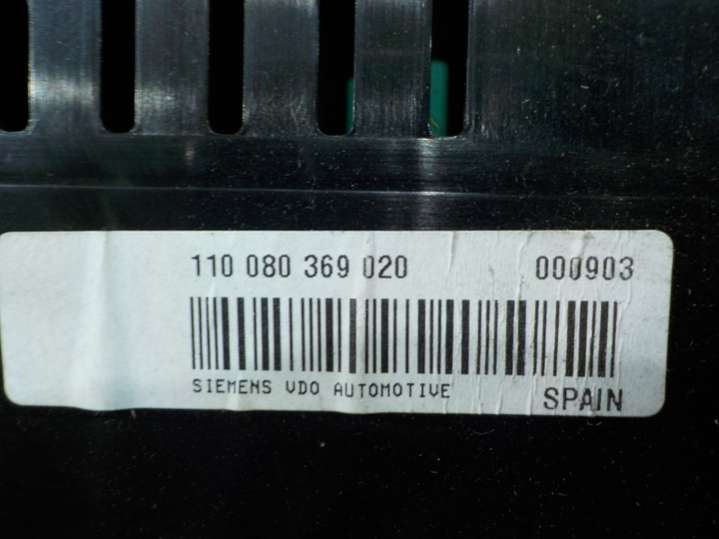 110 080 369 020 000903
SIEMENS VDO AUTOMOTIVE SPAIN